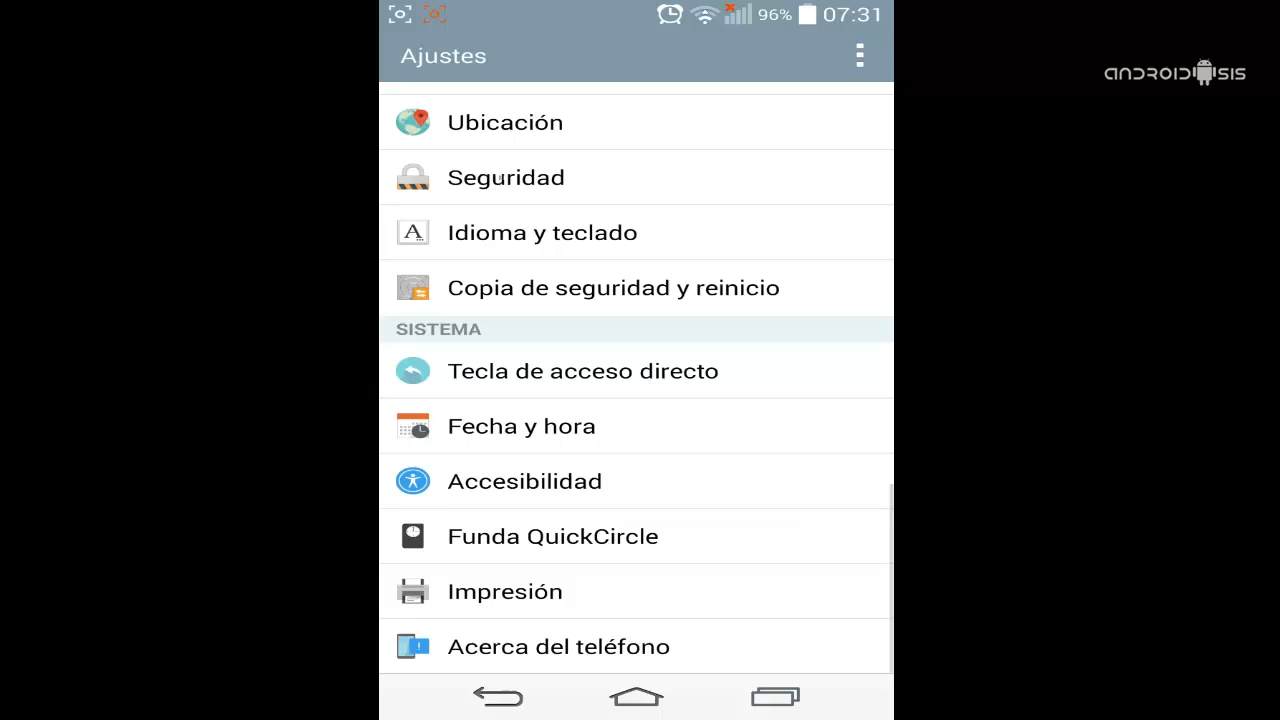 96% 07:31
Ajustes
ANDROIDSIS
Ubicación
Seguridad
A
Idioma y teclado
Copia de seguridad y reinicio
SISTEMA
Tecla de acceso directo
Fecha y hora
Accesibilidad
Funda QuickCircle
Impresión
Acerca del teléfono